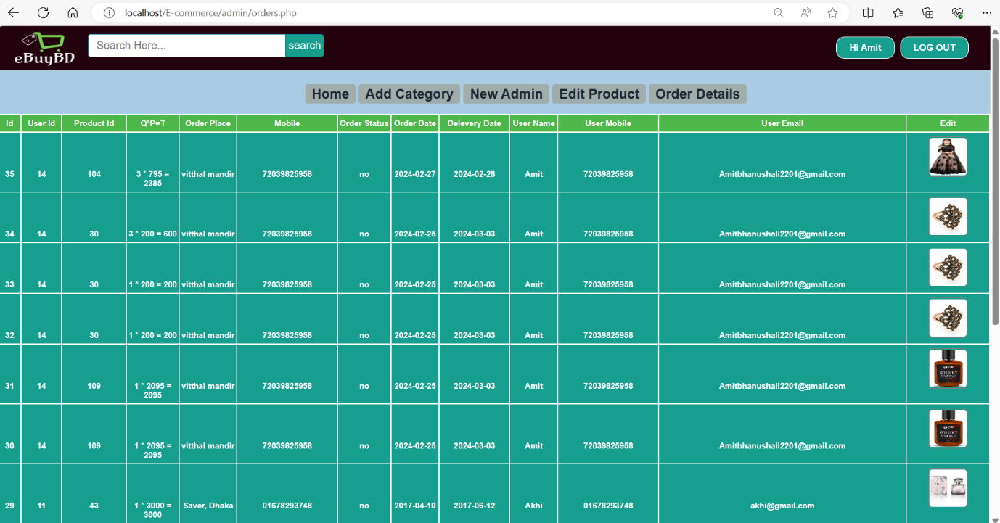 localhost/E-commerce/admin/orders.php
eBuyBD
Search Here...
search
Hi Amit
LOG OUT
Home Add Category New Admin Edit Product Order Details
Id User Id Product Id Q*P=T Order Place Mobile Order Status Order Date Delevery Date User Name User Mobile User Email Edit
35 14 104 3 * 795 = 2385 vitthal mandir 72039825958 no 2024-02-27 2024-02-28 Amit 72039825958 Amitbhanushali2201@gmail.com
34 14 30 3 * 200 = 600 vitthal mandir 72039825958 no 2024-02-25 2024-03-03 Amit 72039825958 Amitbhanushali2201@gmail.com
33 14 30 1 * 200 = 200 vitthal mandir 72039825958 no 2024-02-25 2024-03-03 Amit 72039825958 Amitbhanushali2201@gmail.com
32 14 30 1 * 200 = 200 vitthal mandir 72039825958 no 2024-02-25 2024-03-03 Amit 72039825958 Amitbhanushali2201@gmail.com
31 14 109 1 * 2095 = 2095 vitthal mandir 72039825958 no 2024-02-25 2024-03-03 Amit 72039825958 Amitbhanushali2201@gmail.com
WHISKY
SMOKE
30 14 109 1 * 2095 = 2095 vitthal mandir 72039825958 no 2024-02-25 2024-03-03 Amit 72039825958 Amitbhanushali2201@gmail.com
WHISKY
SMOKE
29 11 43 1 * 3000 = 3000 Saver, Dhaka 01678293748 no 2017-04-10 2017-06-12 Akhi 01678293748 akhi@gmail.com